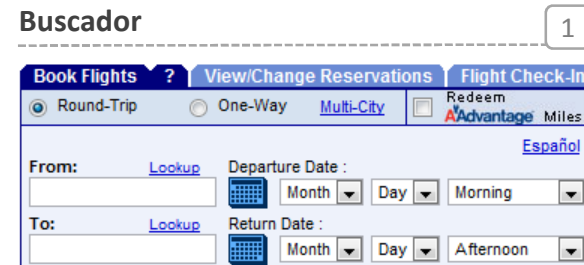 Buscador 1
Book Flights ? View/Change Reservations Flight Check-In
Round-Trip One-Way Multi-City Redeem AAdvantage Miles
Español
From: Lookup Departure Date :
Month Day Morning
To: Lookup Return Date :
Month Day Afternoon